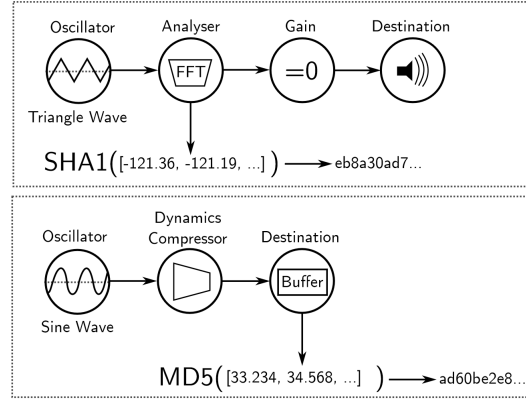 Oscillator Analyser Gain Destination
FFT =0
Triangle Wave
SHA1([-121.36, -121.19, ...] ) eb8a30ad7...
Dynamics
Oscillator Compressor Destination
Buffer
Sine Wave
MD5([33.234, 34.568, ...] ) ad60be2e8...